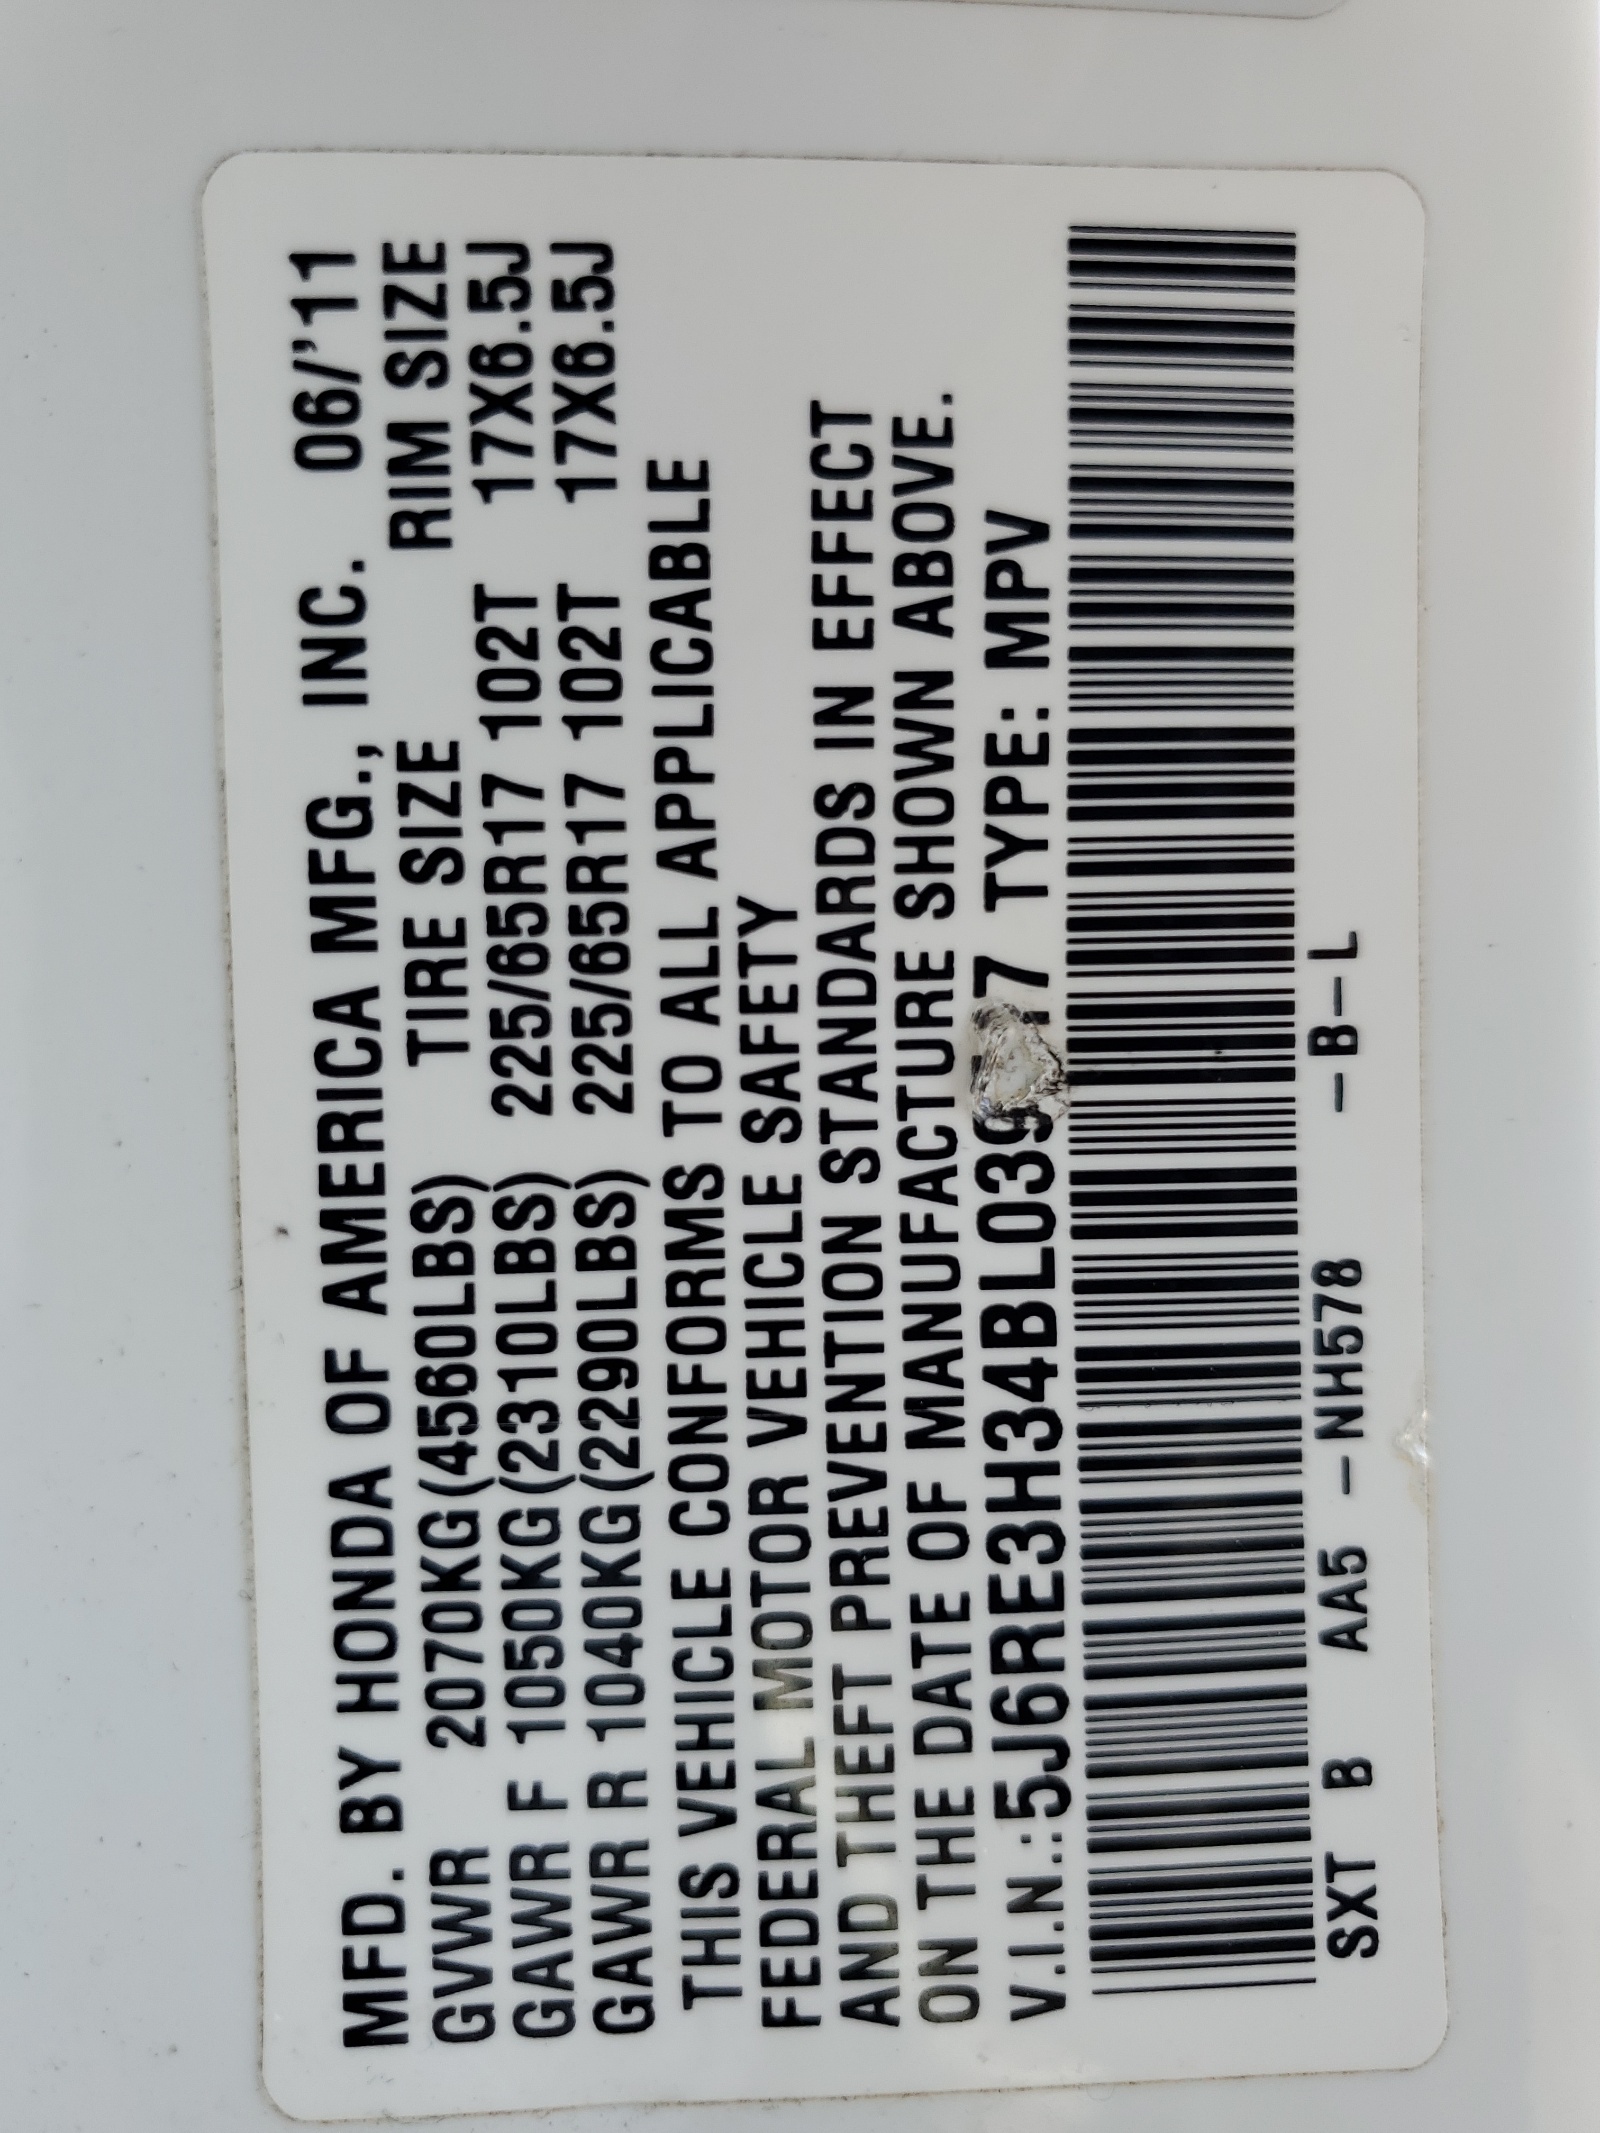 MFD. BY HONDA OF AMERICA MFG., INC. 06/'11
TIRE SIZE RIM SIZE
GVWR 2070KG(4560LBS) 225/65R17 102T 17X6.5J
GAWR F 1050KG(2310LBS) 225/65R17 102T 17X6.5J
GAWR R 1040KG(2290LBS)
THIS VEHICLE CONFORMS TO ALL APPLICABLE
FEDERAL MOTOR VEHICLE SAFETY
AND THEFT PREVENTION STANDARDS IN EFFECT
ON THE DATE OF MANUFACTURE SHOWN ABOVE.
V.I.N.: TYPE: MPV
SXT B AA5 -NH578 -B-L